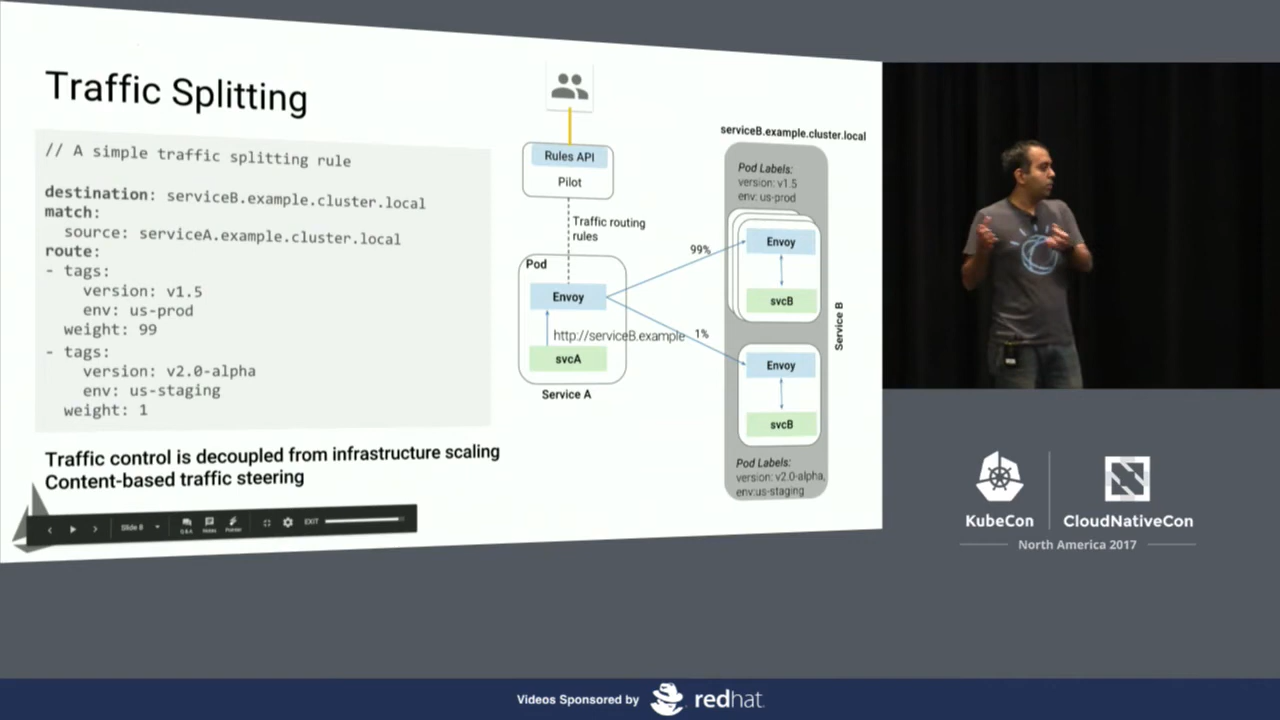 Traffic Splitting
// A simple traffic splitting rule
destination: serviceB.example.cluster.local
match:
source: serviceA.example.cluster.local
route:
- tags:
version: v1.5
env: us-prod
weight: 99
- tags:
version: v2.0-alpha
env: us-staging
weight: 1
Traffic control is decoupled from infrastructure scaling
Content-based traffic steering
Slide 8
Q & A
Notes
Pointer
EXIT
Rules API
Pilot
Traffic routing
rules
Pod
Envoy
http://serviceB.example
svcA
Service A
99%
1%
serviceB.example.cluster.local
Pod Labels:
version: v1.5
env: us-prod
Envoy
svcB
Envoy
svcB
Pod Labels:
version: v2.0-alpha,
env:us-staging
Service B
KubeCon
CloudNativeCon
North America 2017
Videos Sponsored by
redhat.